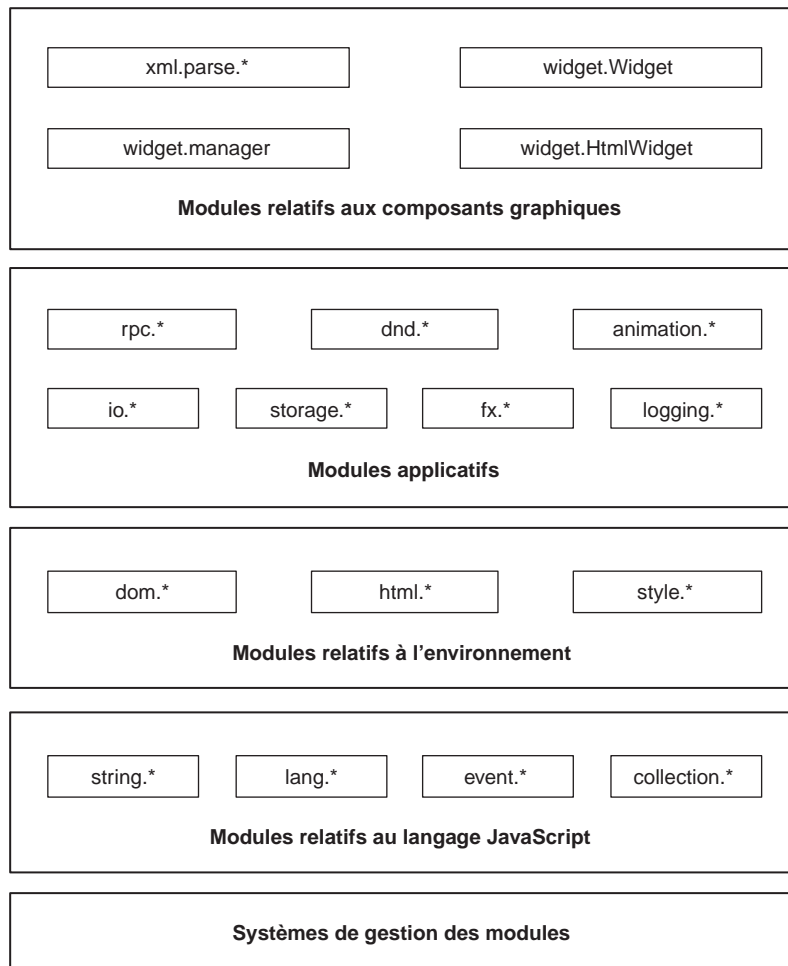 xml.parse.*
widget.Widget
widget.manager
widget.HtmlWidget
Modules relatifs aux composants graphiques
rpc.*
dnd.*
animation.*
io.*
storage.*
fx.*
logging.*
Modules applicatifs
dom.*
html.*
style.*
Modules relatifs à l’environnement
string.*
lang.*
event.*
collection.*
Modules relatifs au langage JavaScript
Systèmes de gestion des modules